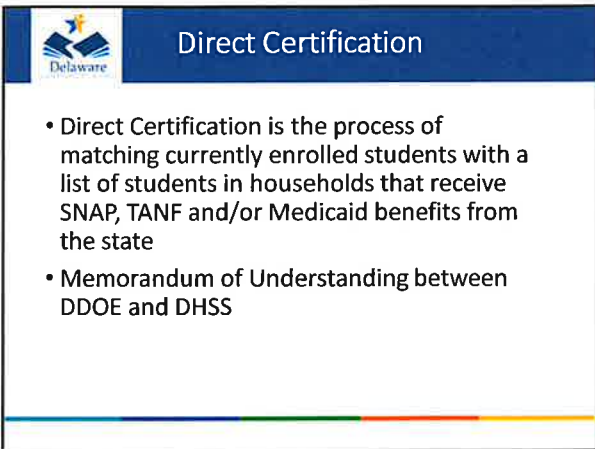 Delaware
Direct Certification
• Direct Certification is the process of
matching currently enrolled students with a
list of students in households that receive
SNAP, TANF and/or Medicaid benefits from
the state
• Memorandum of Understanding between
DDOE and DHSS